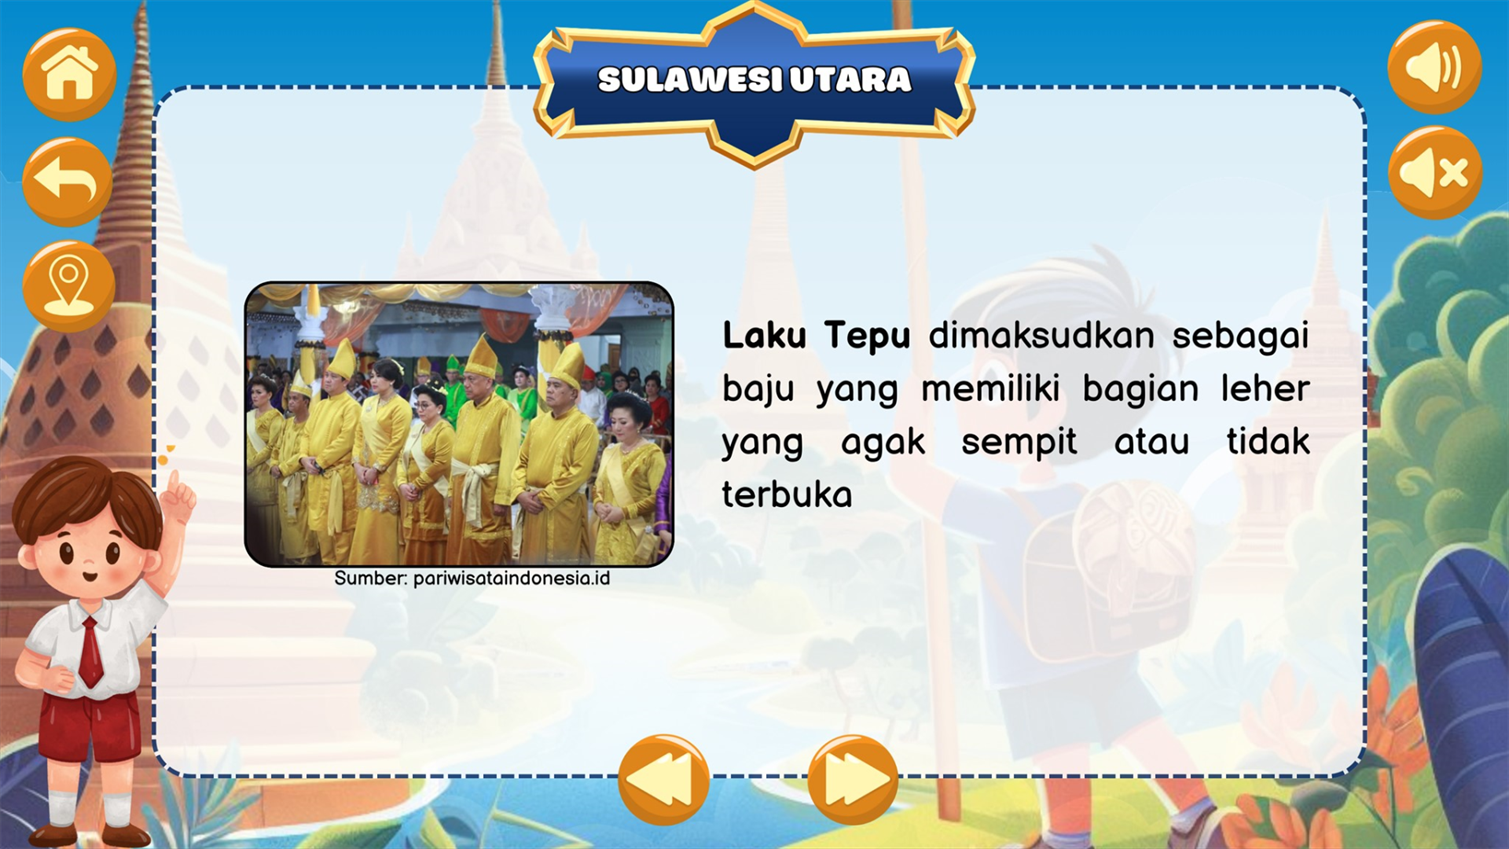 SULAWESI UTARA
Laku Tepu dimaksudkan sebagai
baju yang memiliki bagian leher
yang agak sempit atau tidak
terbuka
Sumber: pariwisataindonesia.id